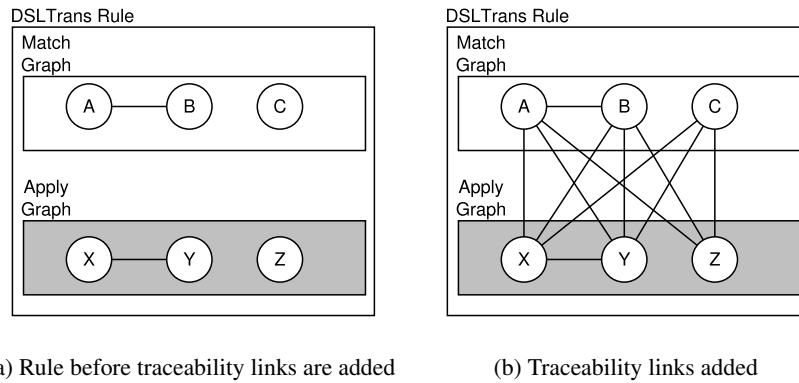 DSLTrans Rule
Match
Graph
A B C
Apply
Graph
X Y Z
a) Rule before traceability links are added
DSLTrans Rule
Match
Graph
A B C
Apply
Graph
X Y Z
(b) Traceability links added